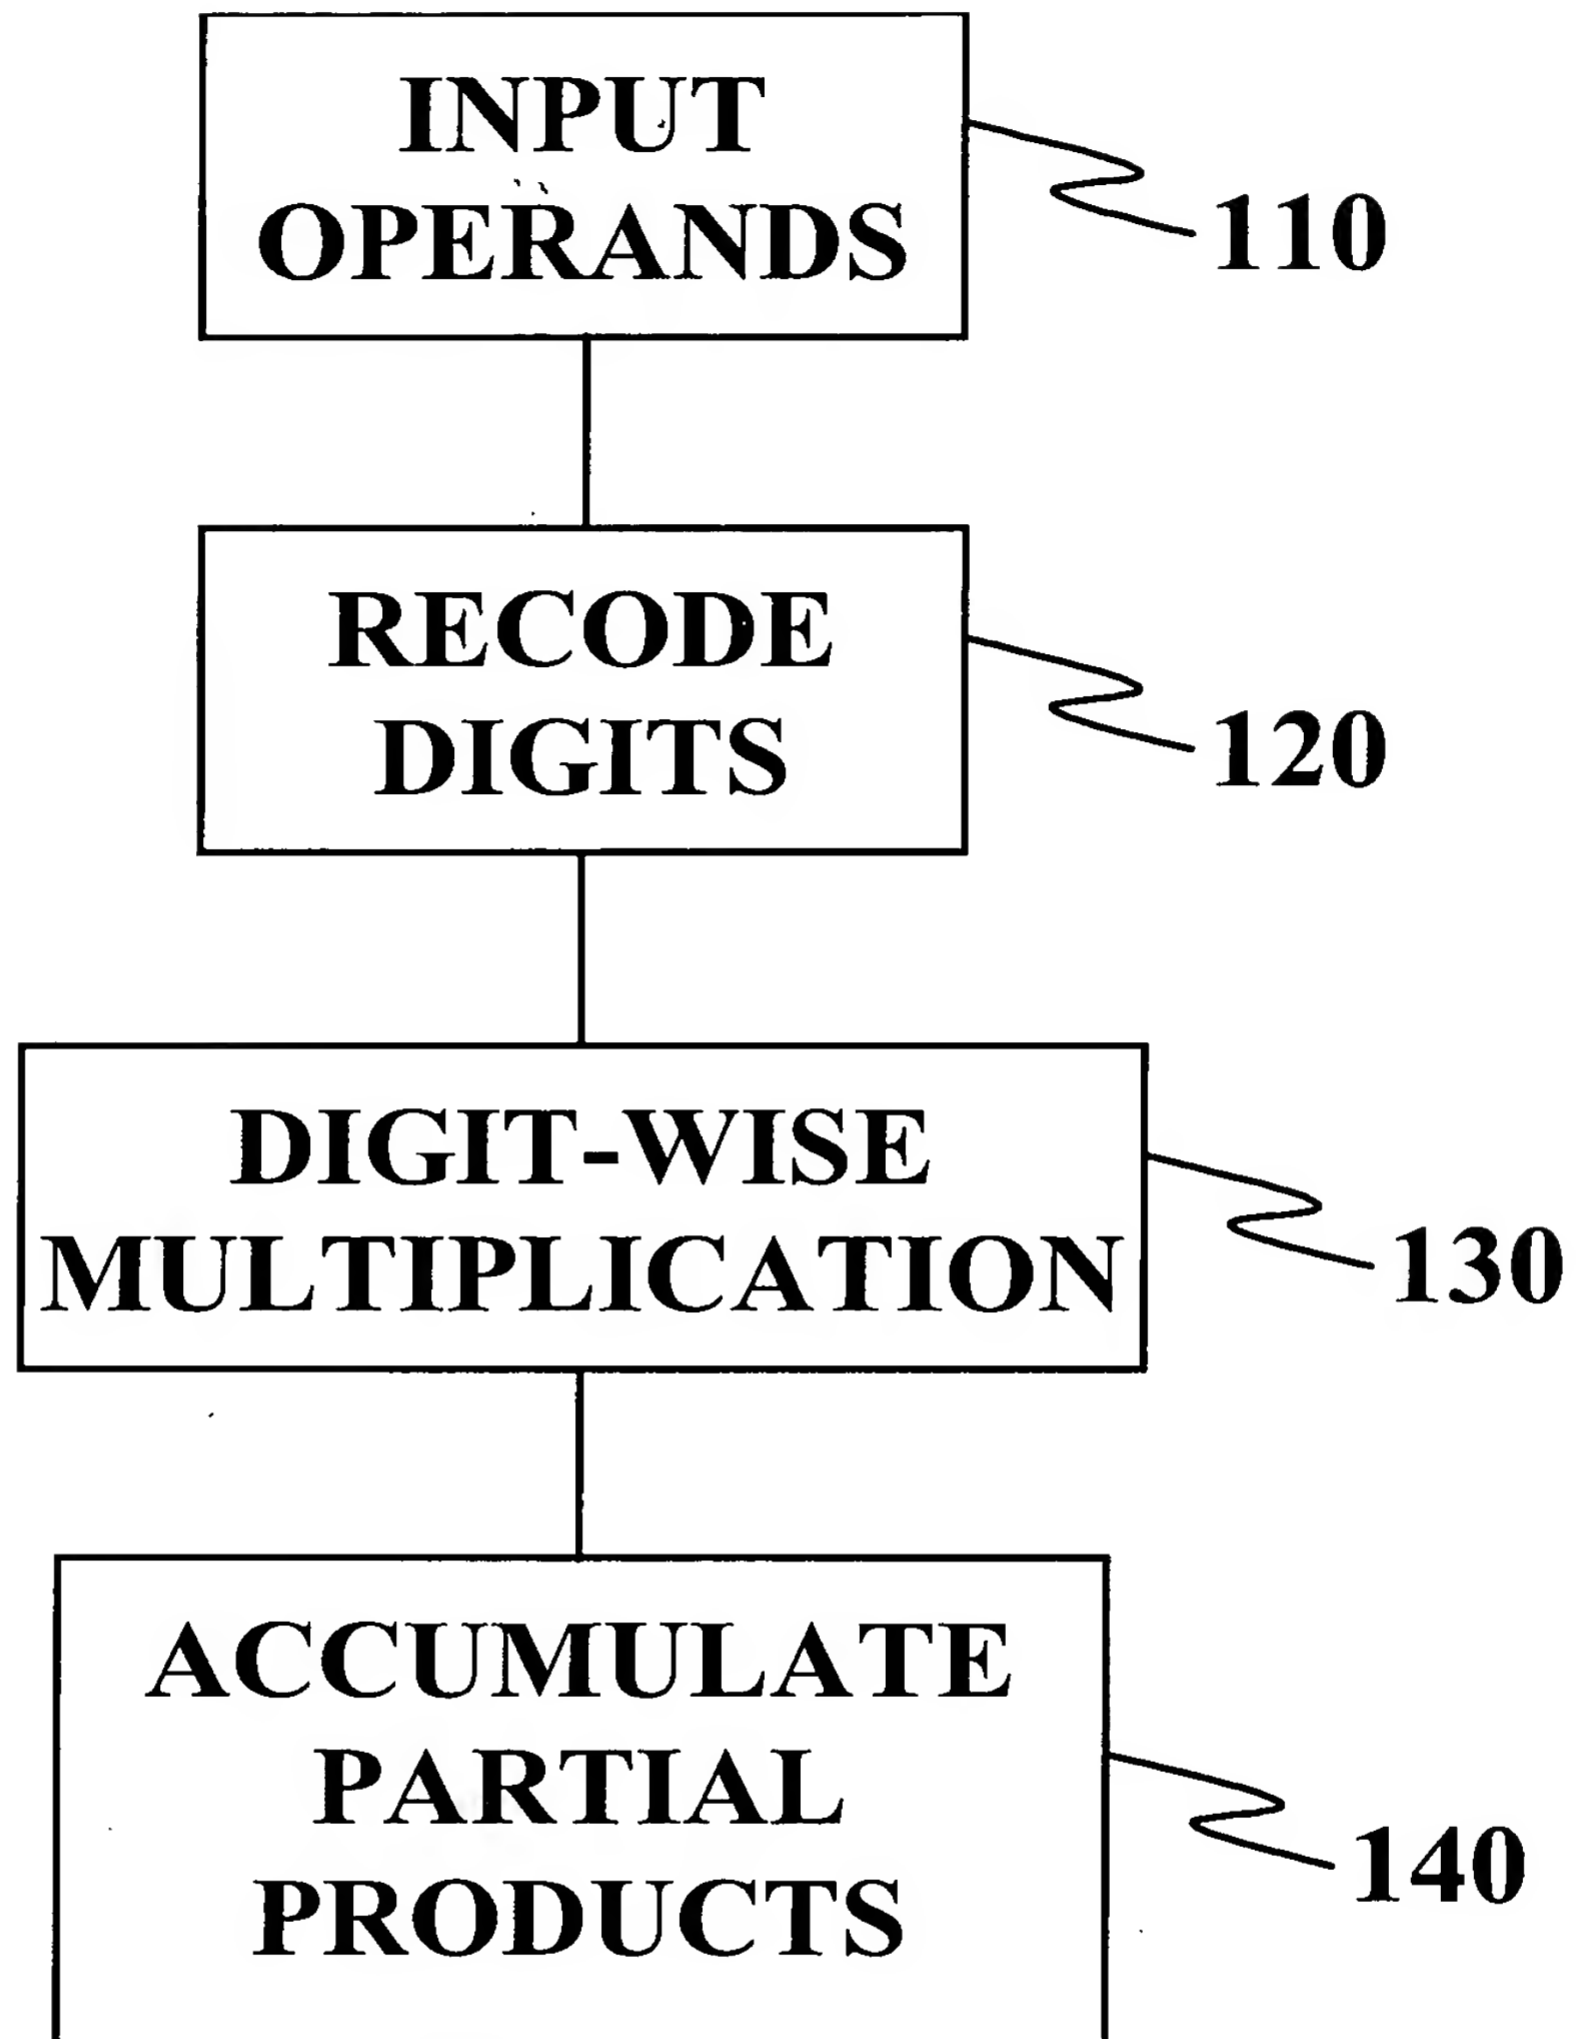 INPUT
OPERANDS
110
RECODE
DIGITS
120
DIGIT-WISE
MULTIPLICATION
130
ACCUMULATE
PARTIAL
PRODUCTS
140